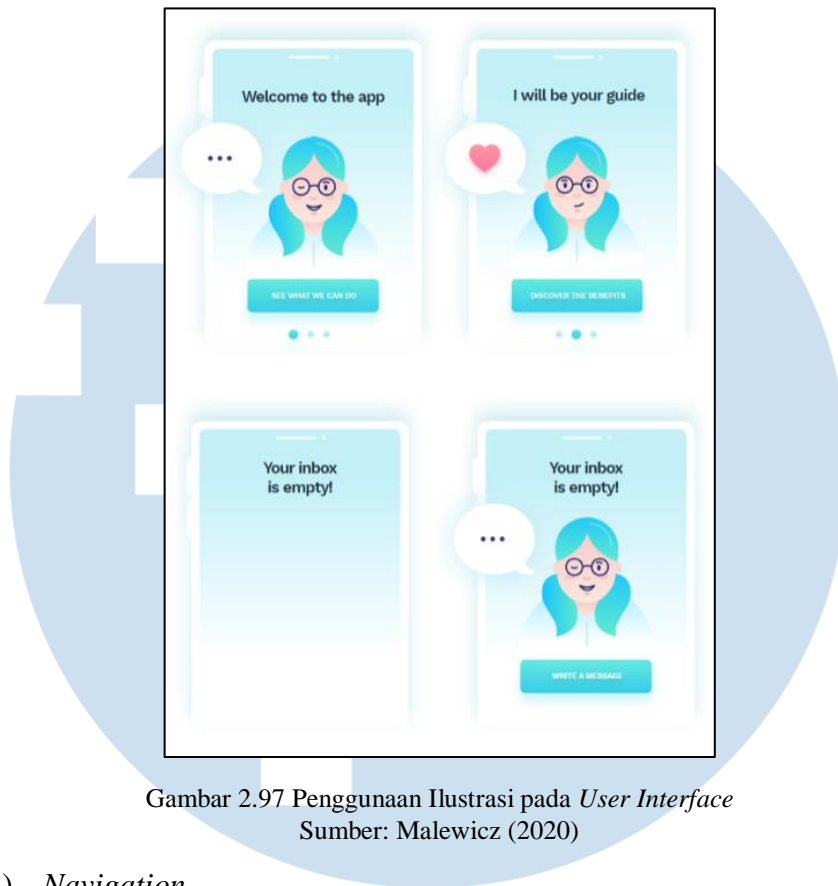 Welcome to the app
SEE WHAT WE CAN DO
I will be your guide
DISCOVER THE BENEFITS
Your inbox
is empty!
Your inbox
is empty!
WRITE A MESSAGE
Gambar 2.97 Penggunaan Ilustrasi pada User Interface
Sumber: Malewicz (2020)
) Navigation